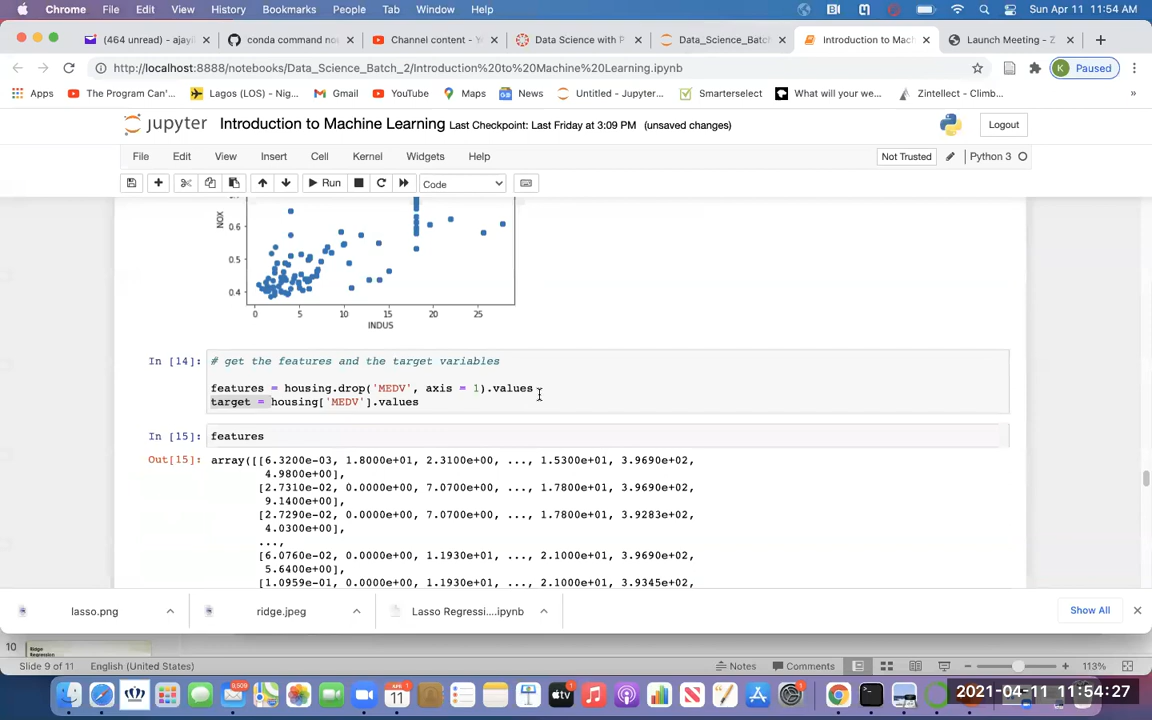 Chrome File Edit View History Bookmarks People Tab Window Help Sun Apr 11 11:54 AM
(464 unread) - ajayi conda command no Channel content - Y Data Science with P Data_Science_Batc Introduction to Mac Launch Meeting - Z
http://localhost:8888/notebooks/Data_Science_Batch_2/Introduction%20to%20Machine%20Learning.ipynb K Paused
Apps The Program Can'... Lagos (LOS) - Nig... Gmail YouTube Maps News Untitled - Jupyter... Smarterselect What will your we... Zintellect - Climb... »
jupyter Introduction to Machine Learning Last Checkpoint: Last Friday at 3:09 PM (unsaved changes) Logout
File Edit View Insert Cell Kernel Widgets Help Not Trusted Python 3
Run Code
NOX
0.6
0.5
0.4
0 5 10 15 20 25
INDUS
In [14]: # get the features and the target variables
features = housing.drop('MEDV', axis = 1).values
target = housing['MEDV'].values
In [15]: features
Out[15]: array([[6.3200e-03, 1.8000e+01, 2.3100e+00, ..., 1.5300e+01, 3.9690e+02,
4.9800e+00],
[2.7310e-02, 0.0000e+00, 7.0700e+00, ..., 1.7800e+01, 3.9690e+02,
9.1400e+00],
[2.7290e-02, 0.0000e+00, 7.0700e+00, ..., 1.7800e+01, 3.9283e+02,
4.0300e+00],
...,
[6.0760e-02, 0.0000e+00, 1.1930e+01, ..., 2.1000e+01, 3.9690e+02,
5.6400e+00],
[1.0959e-01, 0.0000e+00, 1.1930e+01, ..., 2.1000e+01, 3.9345e+02,
lasso.png ridge.jpeg Lasso Regressi....ipynb Show All
10 Ridge Regression
Slide 9 of 11 English (United States) Notes Comments 113%
9,509 APR 11 tv 1
2021-04-11 11:54:27